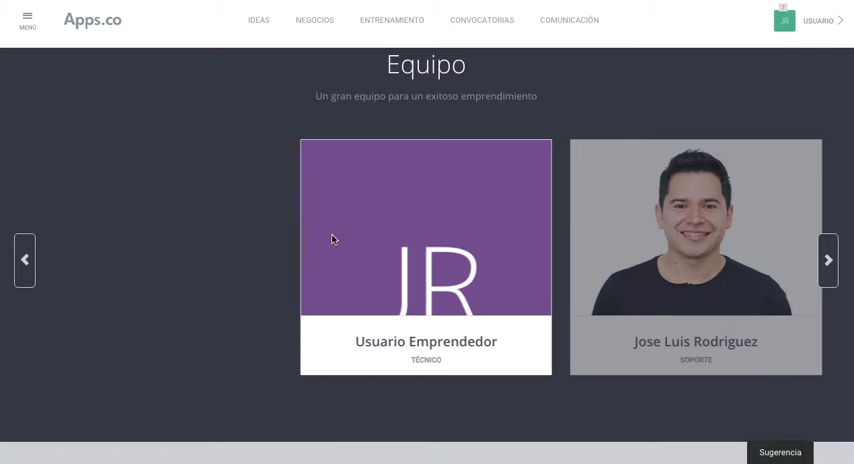 MENÚ
Apps.co
IDEAS
NEGOCIOS
ENTRENAMIENTO
CONVOCATORIAS
COMUNICACIÓN
JR
USUARIO
Equipo
Un gran equipo para un exitoso emprendimiento
JR
Usuario Emprendedor
TÉCNICO
Jose Luis Rodriguez
SOPORTE
Sugerencia